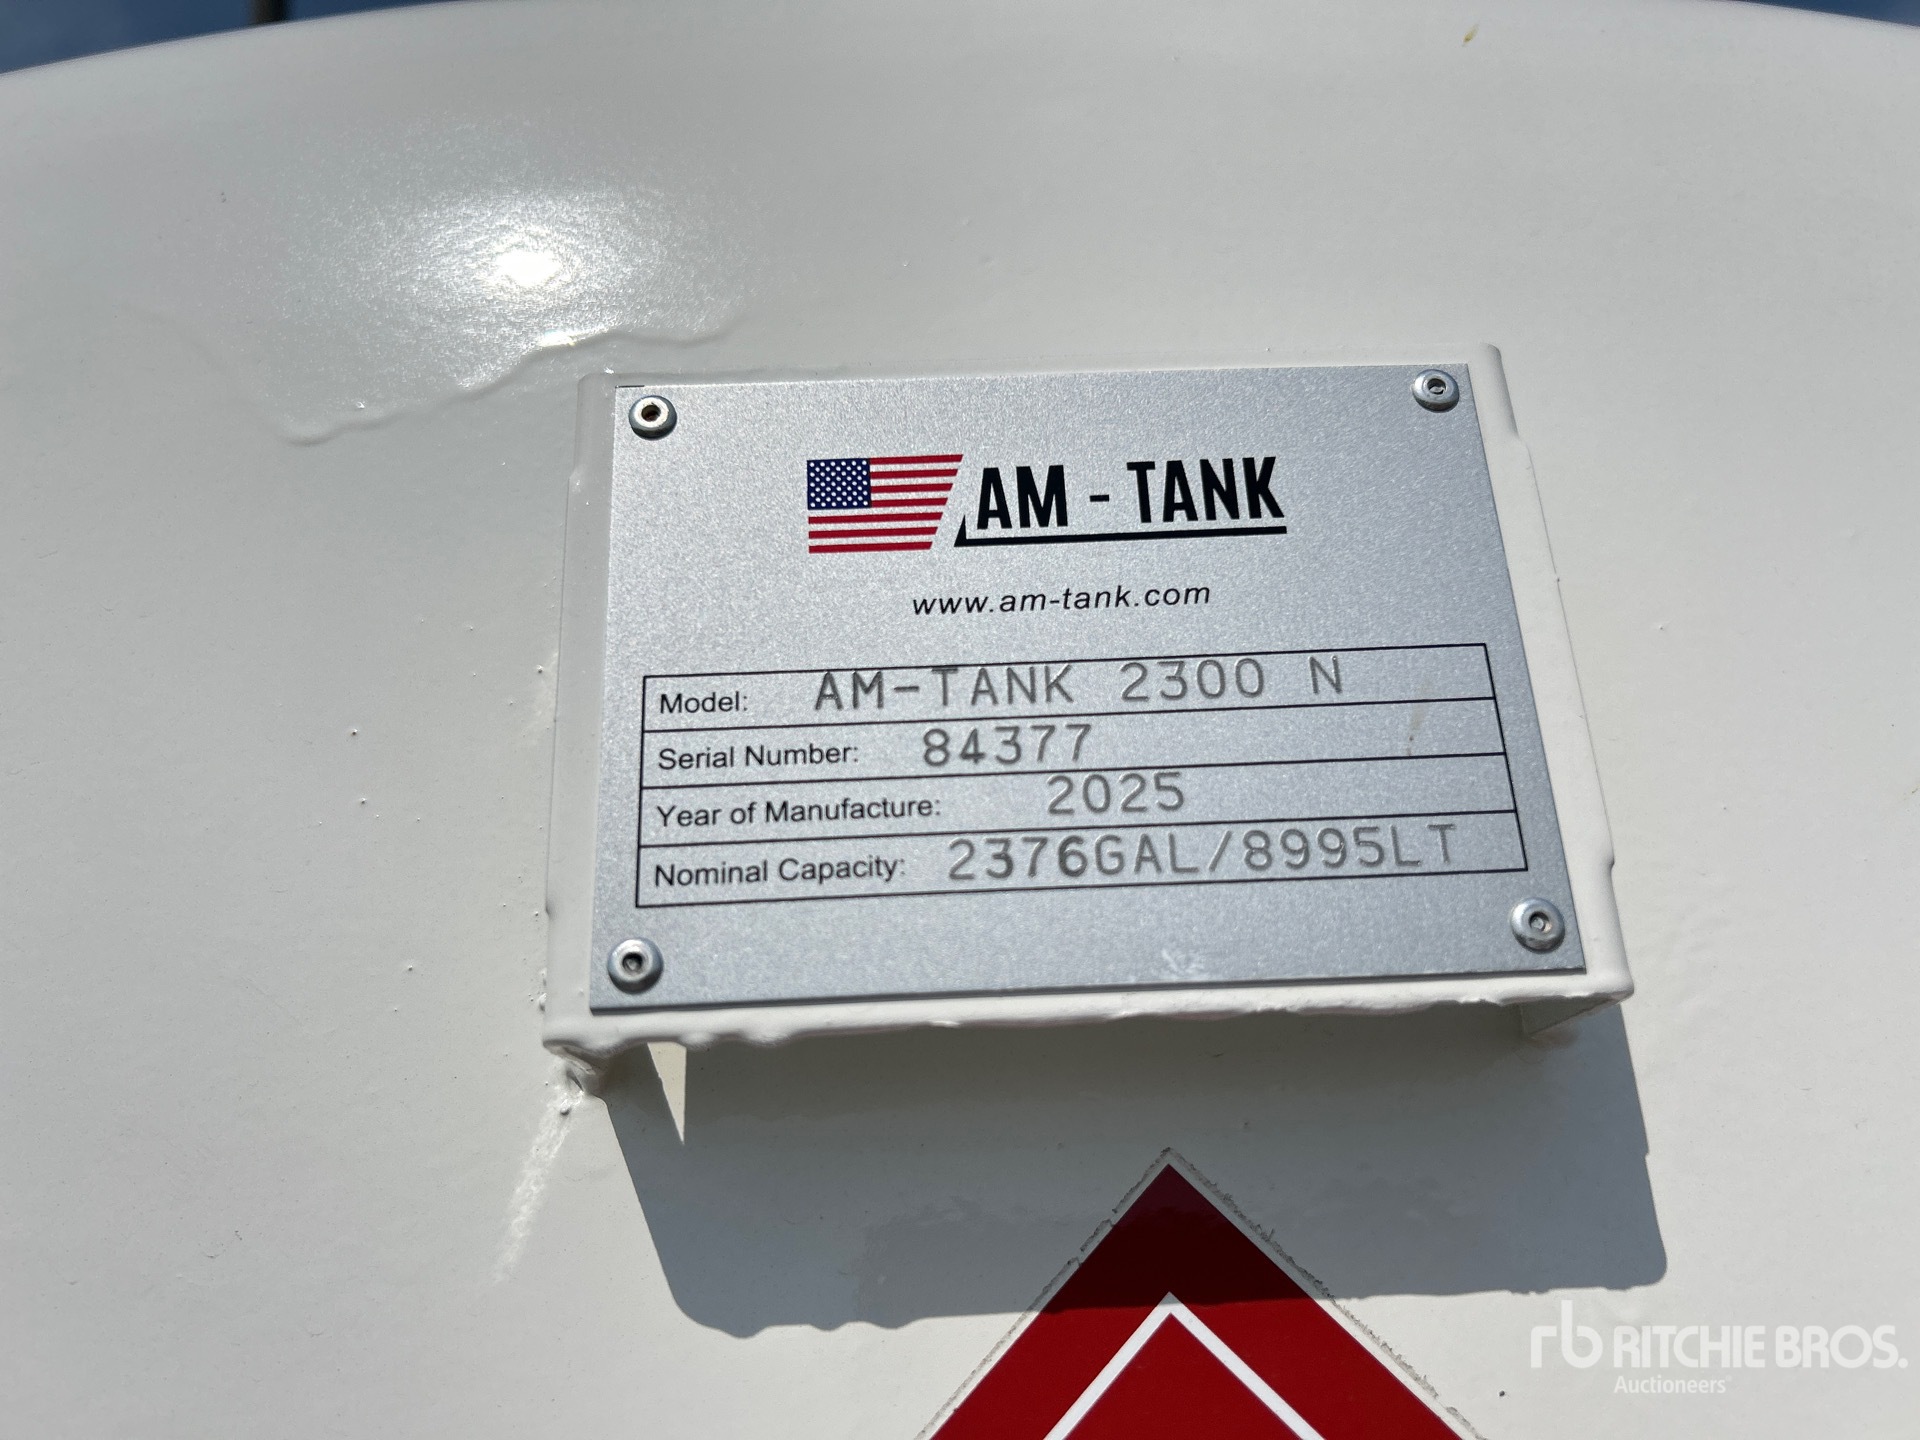 AM - TANK
www.am-tank.com
Model: AM-TANK 2300 N
Serial Number: 84377
Year of Manufacture: 2025
Nominal Capacity: 2376GAL/8995LT
rb RITCHIE BROS.
Auctioneers